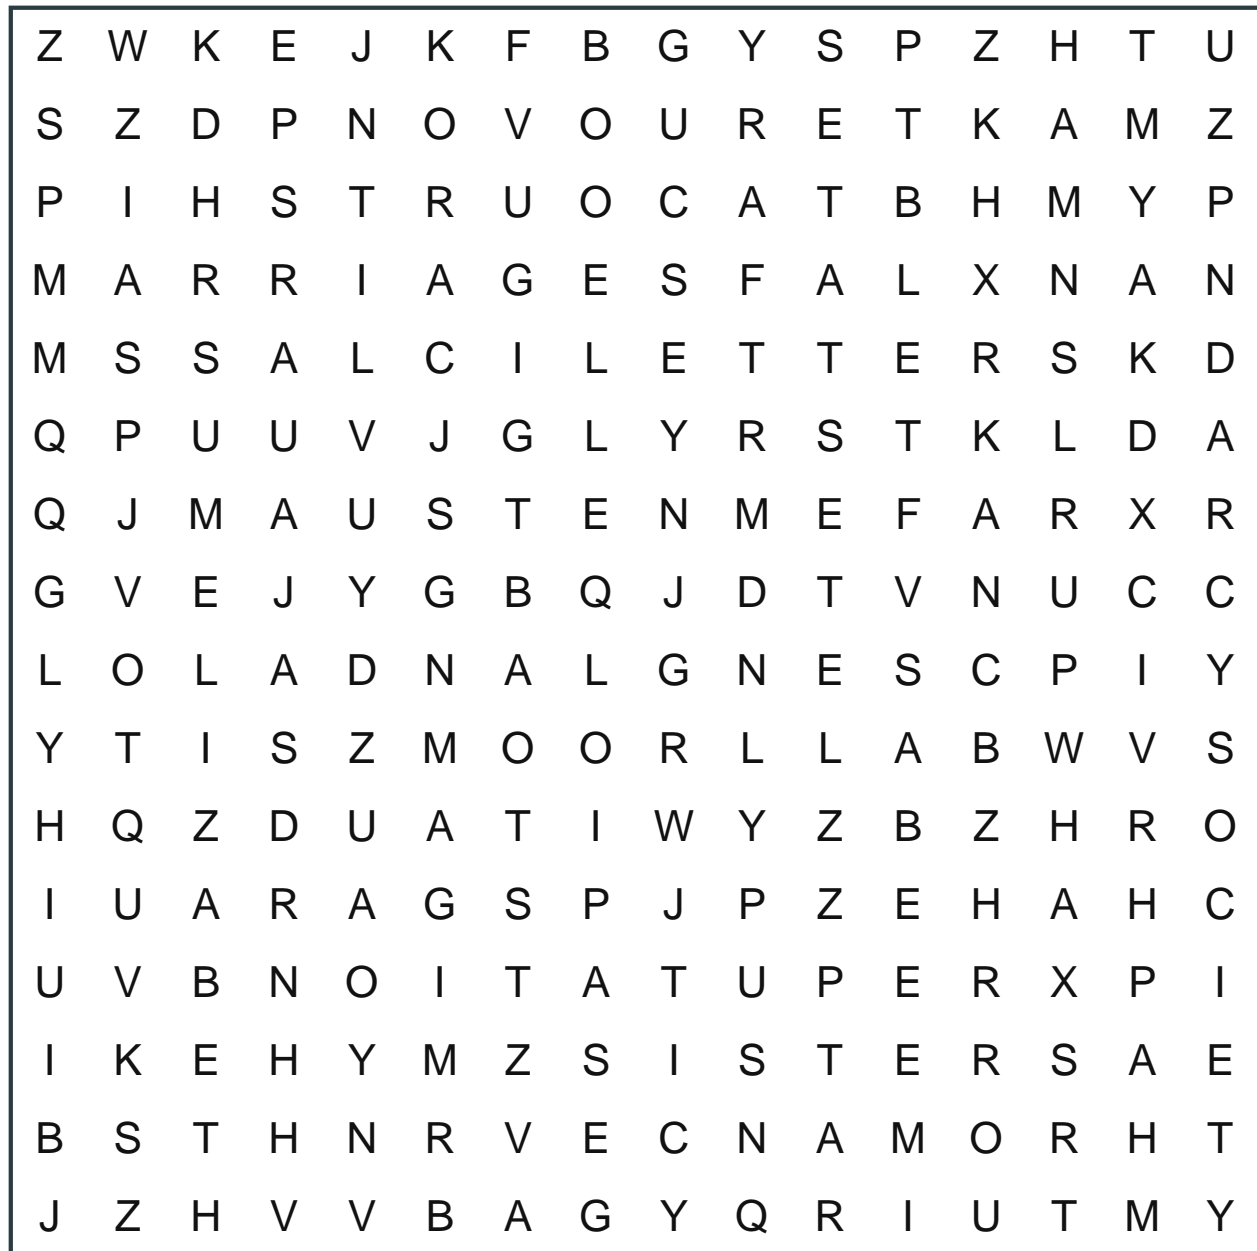 Z W K E J K F B G Y S P Z H T U
S Z D P N O V O U R E T K A M Z
P I H S T R U O C A T B H M Y P
M A R R I A G E S F A L X N A N
M S S A L C I L E T T E R S K D
Q P U U V J G L Y R S T K L D A
Q J M A U S T E N M E F A R X R
G V E J Y G B Q J D T V N U C C
L O L A D N A L G N E S C P I Y
Y T I S Z M O O R L L A B W V S
H Q Z D U A T I W Y Z B Z H R O
I U A R A G S P J P Z E H A H C
U V B N O I T A T U P E R X P I
I K E H Y M Z S I S T E R S A E
B S T H N R V E C N A M O R H T
J Z H V V B A G Y Q R I U T M Y